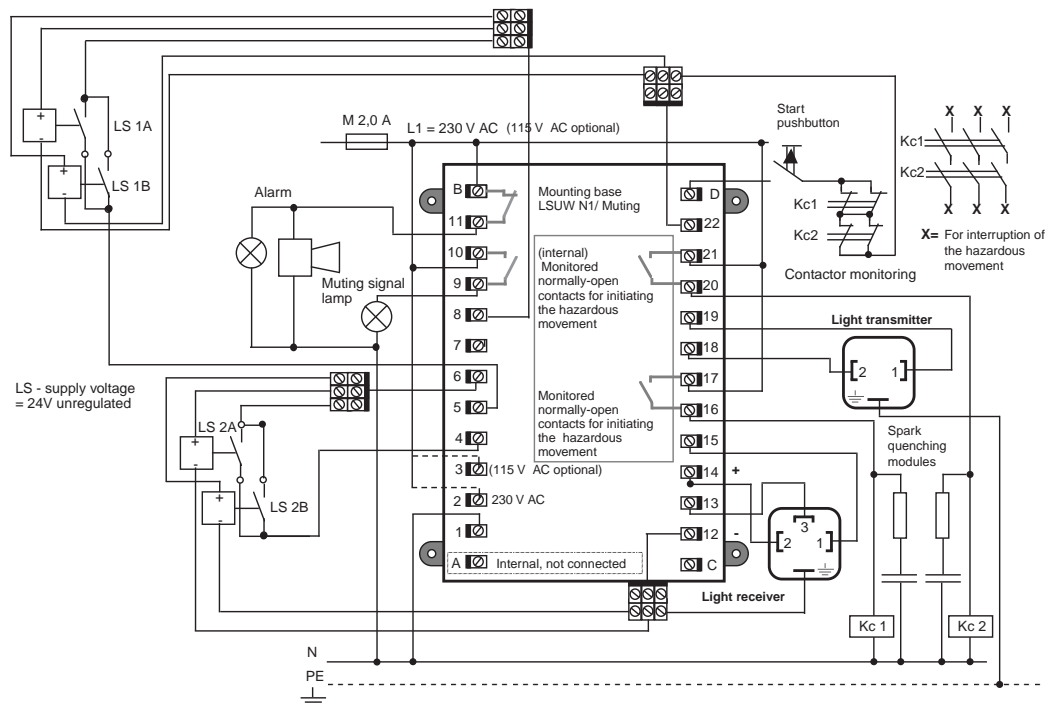 M 2,0 A
L1 = 230 V AC (115 V AC optional)
Start
pushbutton
X X X
Kc1
Kc2
X X X
X= For interruption of
the hazardous
movement
Kc1
Kc2
Contactor monitoring
+
-
LS 1A
+
-
LS 1B
Alarm
Muting signal
lamp
B
11
10
9
8
7
6
5
4
3
(115 V AC optional)
2
230 V AC
1
A
Internal, not connected
Mounting base
LSUW N1/ Muting
(internal)
Monitored
normally-open
contacts for initiating
the hazardous
movement
Monitored
normally-open
contacts for initiating
the hazardous
movement
D
22
21
20
19
18
17
16
15
14 +
13
12 -
C
Light transmitter
2 1
Spark
quenching
modules
3
2 1
Light receiver
Kc 1
Kc 2
LS - supply voltage
= 24V unregulated
LS 2A
+
-
LS 2B
+
-
N
PE